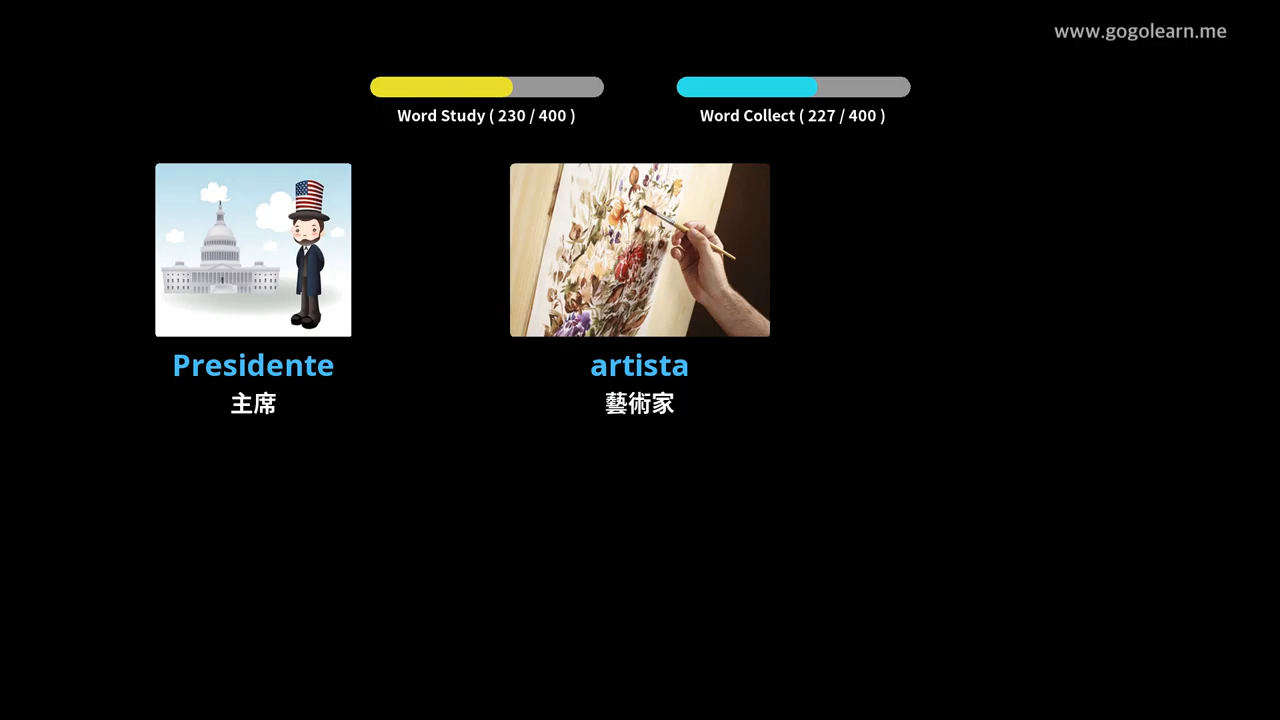 www.gogolearn.me
Word Study ( 230 / 400 )
Word Collect ( 227 / 400 )
Presidente
主席
artista
藝術家